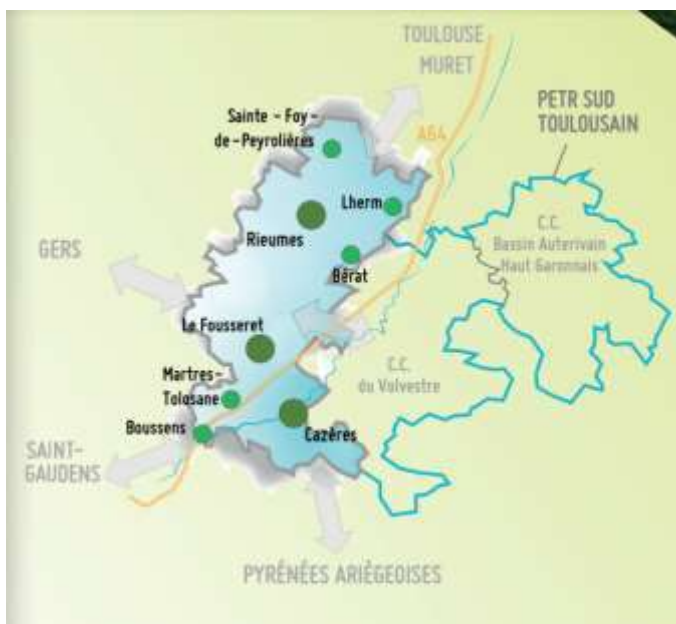 TOULOUSE
MURET
A64
PETR SUD
TOULOUSAIN
Sainte - Foy -
de - Peyrolières
Lherm
C.C.
Bassin Auterivain
Haut Garonnais
Rieumes
GERS
Bérat
Le Fousseret
C.C.
du Volvestre
Martres -
Tolosane
Boussens
Cazères
SAINT-
GAUDENS
PYRÉNÉES ARIÉGEOISES